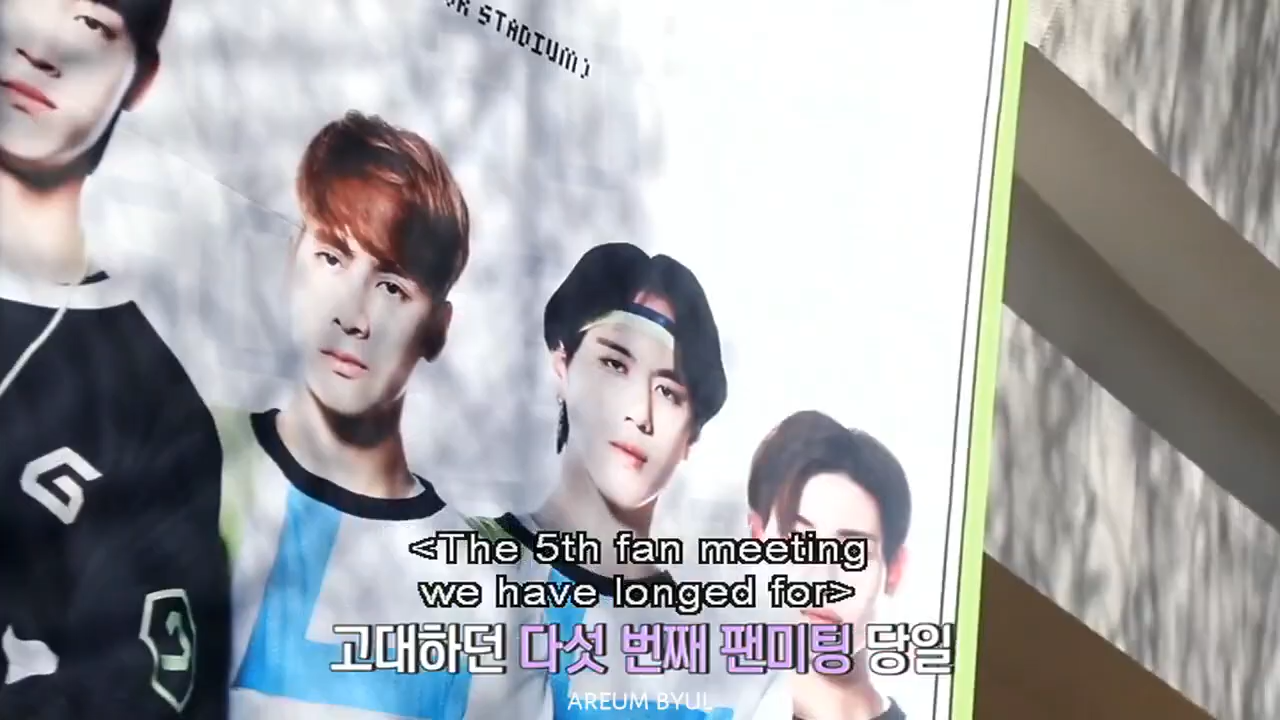 STADIUM)
G
<The 5th fan meeting
we have longed for>
고대하던 다섯 번째 팬미팅 당일
AREUM BYUL